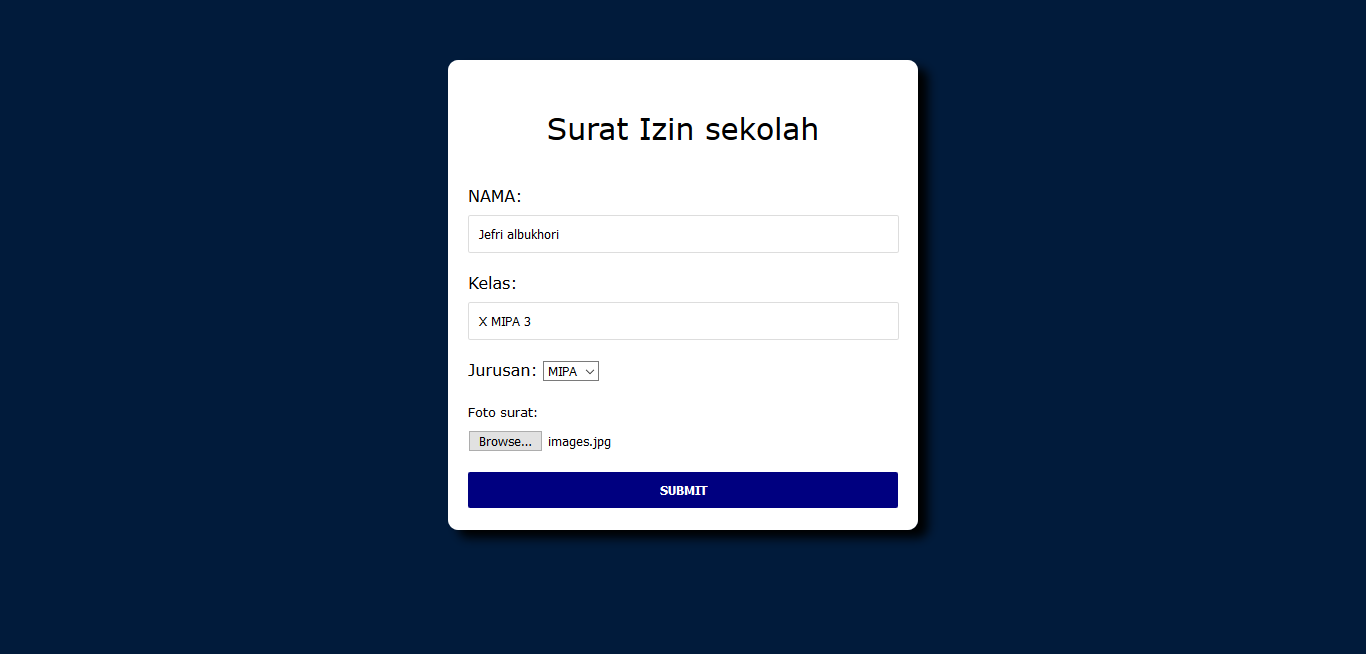 Surat Izin sekolah
NAMA:
Jefri albukhori
Kelas:
X MIPA 3
Jurusan: MIPA
Foto surat:
Browse... images.jpg
SUBMIT